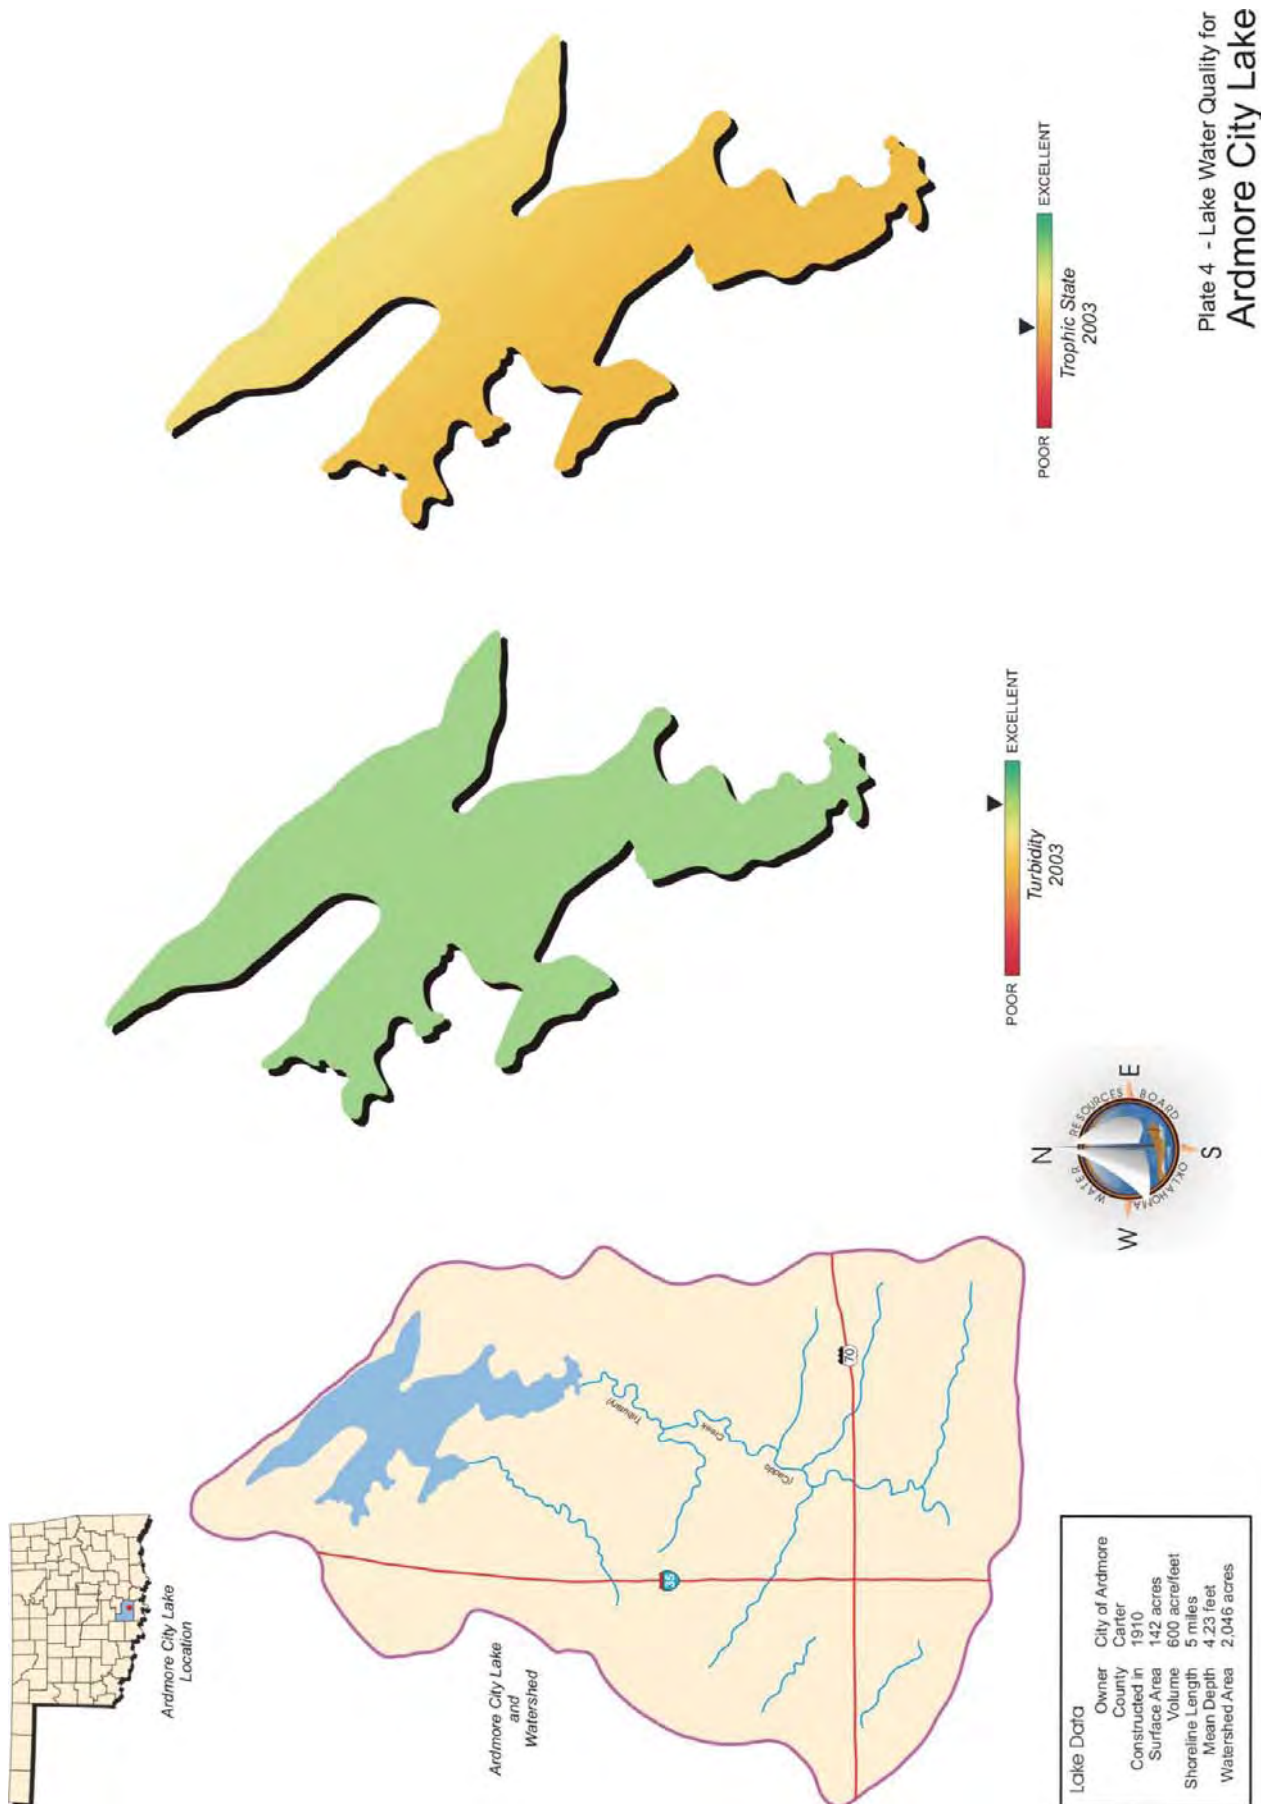 Plate 4 - Lake Water Quality for
Ardmore City Lake
Ardmore City Lake
Location
Ardmore City Lake
and
Watershed
35
70
(Caddo
Creek
Tributary)
POOR
EXCELLENT
Turbidity
2003
POOR
EXCELLENT
Trophic State
2003
N
W
E
S
OKLAHOMA WATER RESOURCES BOARD
Lake Data
Owner City of Ardmore
County Carter
Constructed in 1910
Surface Area 142 acres
Volume 600 acre/feet
Shoreline Length 5 miles
Mean Depth 4.23 feet
Watershed Area 2,046 acres